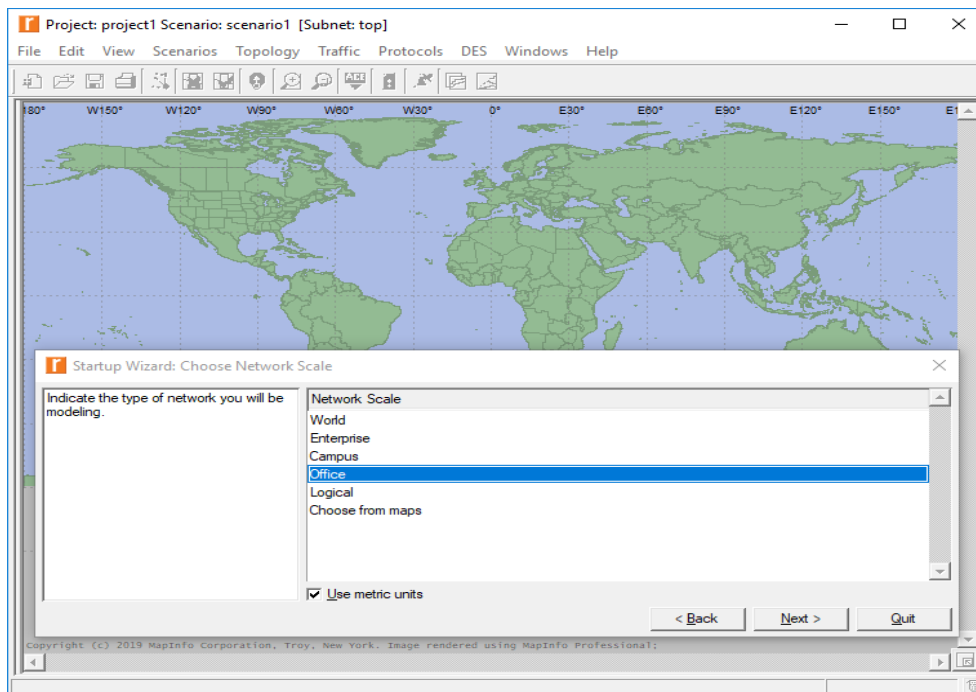 Project: project1 Scenario: scenario1 [Subnet: top]
File Edit View Scenarios Topology Traffic Protocols DES Windows Help
180° W150° W120° W90° W60° W30° 0° E30° E60° E90° E120° E150° E1
Startup Wizard: Choose Network Scale
Indicate the type of network you will be
modeling.
Network Scale
World
Enterprise
Campus
Office
Logical
Choose from maps
Use metric units
< Back Next > Quit
Copyright (c) 2019 MapInfo Corporation, Troy, New York. Image rendered using MapInfo Professional;